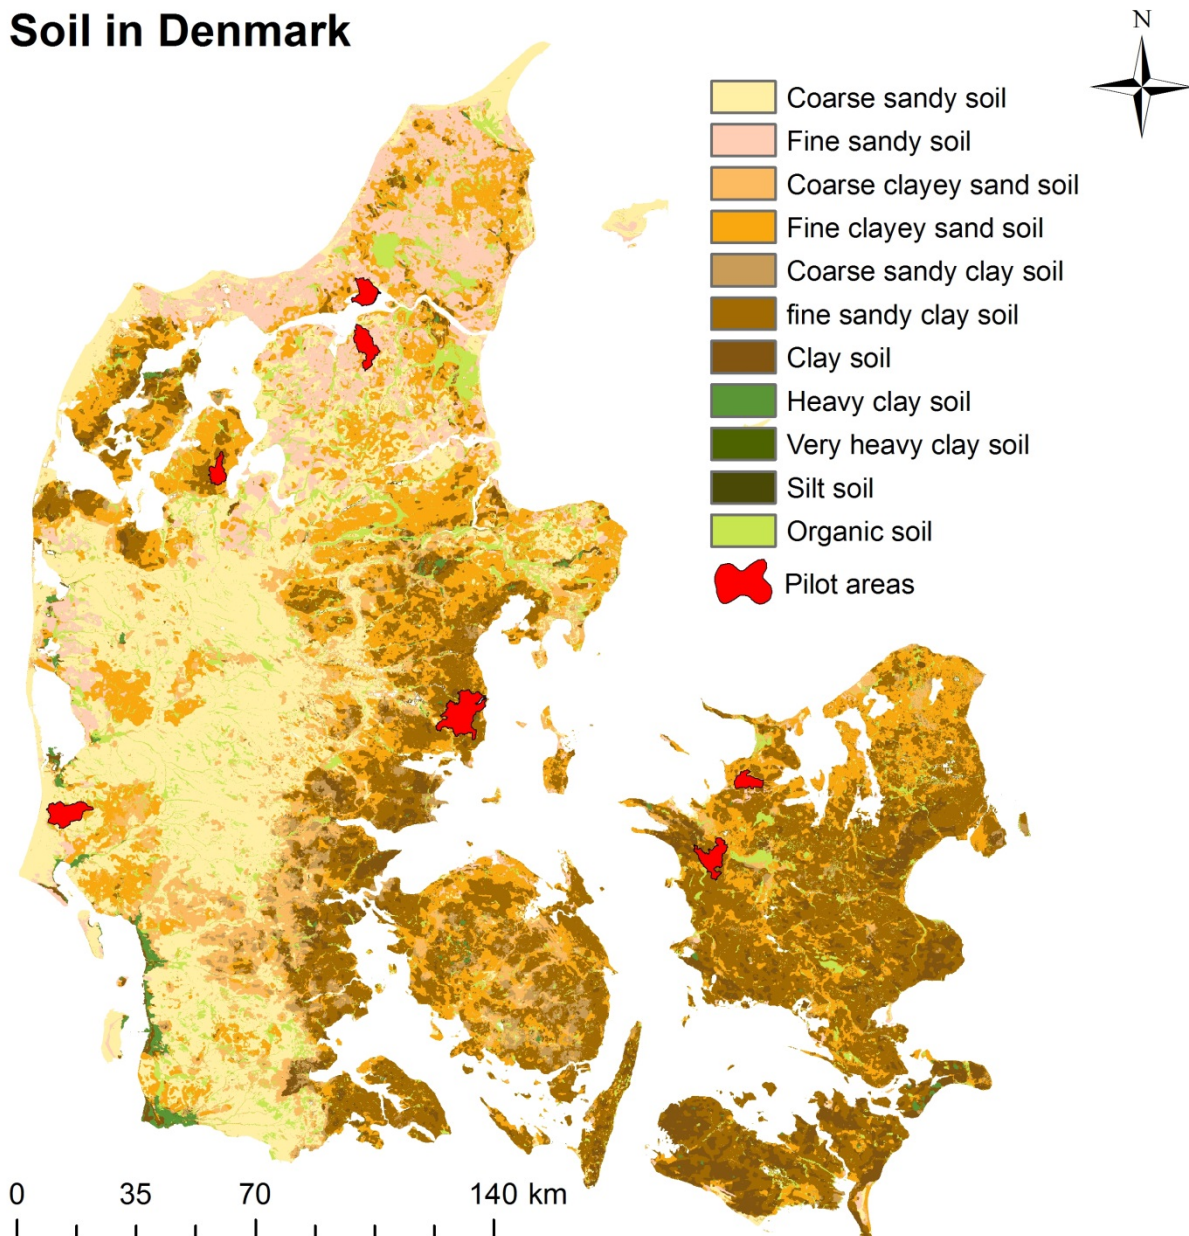 Soil in Denmark
N
Coarse sandy soil
Fine sandy soil
Coarse clayey sand soil
Fine clayey sand soil
Coarse sandy clay soil
fine sandy clay soil
Clay soil
Heavy clay soil
Very heavy clay soil
Silt soil
Organic soil
Pilot areas
0 35 70 140 km